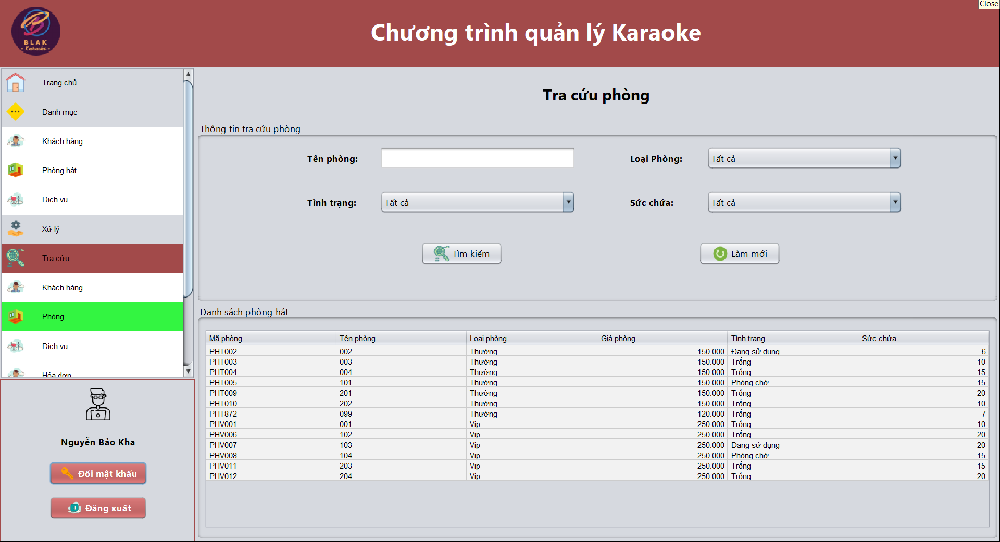 Close
BLAK
- Karaoke -
Chương trình quản lý Karaoke
Trang chủ
Danh mục
Khách hàng
Phòng hát
Dịch vụ
Xử lý
Tra cứu
Khách hàng
Phòng
Dịch vụ
Hóa đơn
Nguyễn Bảo Kha
Đổi mật khẩu
Đăng xuất
Tra cứu phòng
Thông tin tra cứu phòng
Tên phòng:
Loại Phòng: Tất cả
Tình trạng: Tất cả
Sức chứa: Tất cả
Tìm kiếm
Làm mới
Danh sách phòng hát
Mã phòng Tên phòng Loại phòng Giá phòng Tình trạng Sức chứa
PHT002 002 Thường 150.000 Đang sử dụng 6
PHT003 003 Thường 150.000 Trống 10
PHT004 004 Thường 150.000 Trống 15
PHT005 101 Thường 150.000 Phòng chờ 15
PHT009 201 Thường 150.000 Trống 20
PHT010 202 Thường 150.000 Trống 10
PHT872 099 Thường 120.000 Trống 7
PHV001 001 Vip 250.000 Trống 10
PHV006 102 Vip 250.000 Trống 20
PHV007 103 Vip 250.000 Đang sử dụng 20
PHV008 104 Vip 250.000 Phòng chờ 15
PHV011 203 Vip 250.000 Trống 15
PHV012 204 Vip 250.000 Trống 20